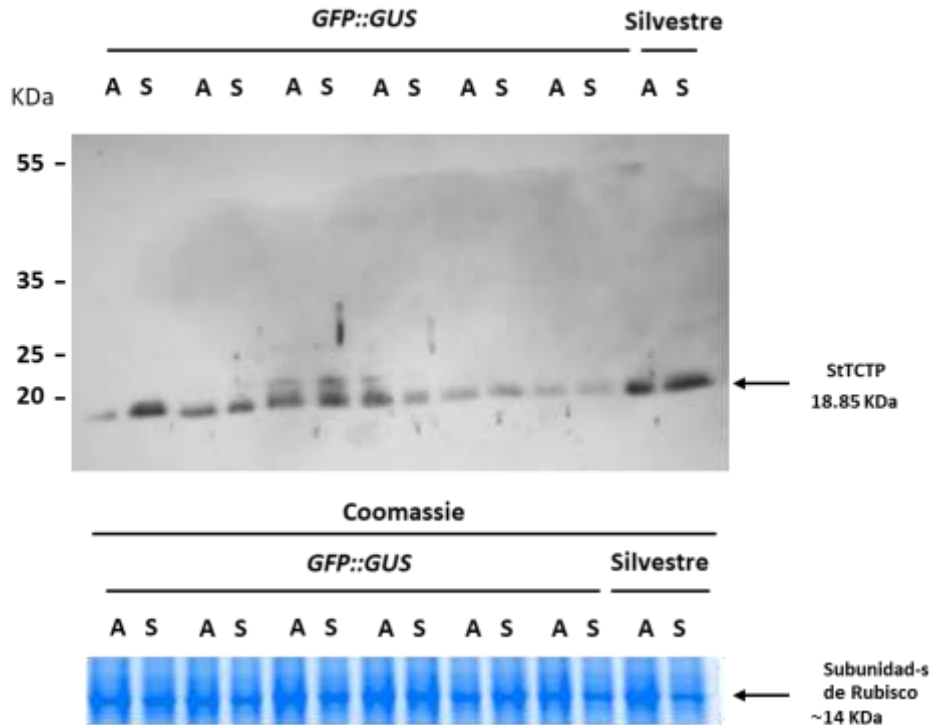 GFP::GUS Silvestre
A S A S A S A S A S A S A S
KDa
55 –
35 –
25 –
20 –
StTCTP
18.85 KDa
Coomassie
GFP::GUS Silvestre
A S A S A S A S A S A S A S
Subunidad-s
de Rubisco
~14 KDa